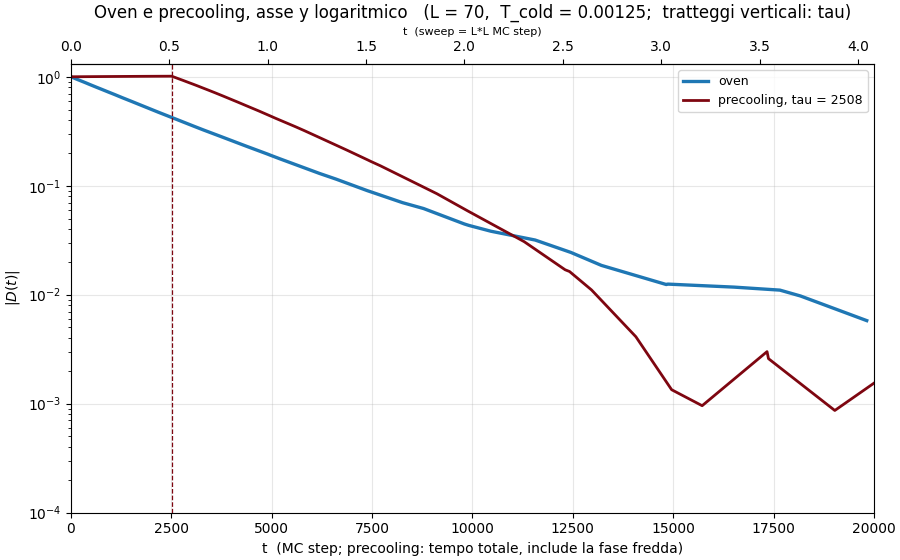 Oven e precooling, asse y logaritmico   (L = 70,  T_cold = 0.00125;  tratteggi verticali: tau)
t  (sweep = L*L MC step)
0.0 0.5 1.0 1.5 2.0 2.5 3.0 3.5 4.0
oven
precooling, tau = 2508
10⁰
10⁻¹
10⁻²
10⁻³
10⁻⁴
|D(t)|
0 2500 5000 7500 10000 12500 15000 17500 20000
t  (MC step; precooling: tempo totale, include la fase fredda)